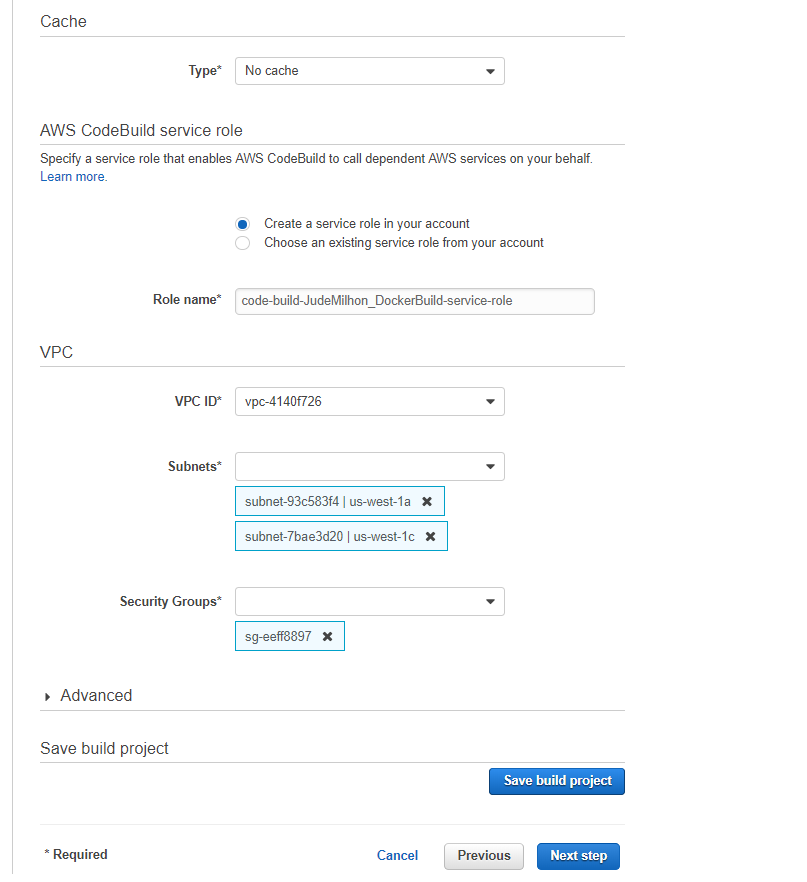 Cache
Type* No cache
AWS CodeBuild service role
Specify a service role that enables AWS CodeBuild to call dependent AWS services on your behalf.
Learn more.
Create a service role in your account
Choose an existing service role from your account
Role name* code-build-JudeMilhon_DockerBuild-service-role
VPC
VPC ID* vpc-4140f726
Subnets*
subnet-93c583f4 | us-west-1a ✖
subnet-7bae3d20 | us-west-1c ✖
Security Groups*
sg-eeff8897 ✖
Advanced
Save build project
Save build project
* Required Cancel Previous Next step